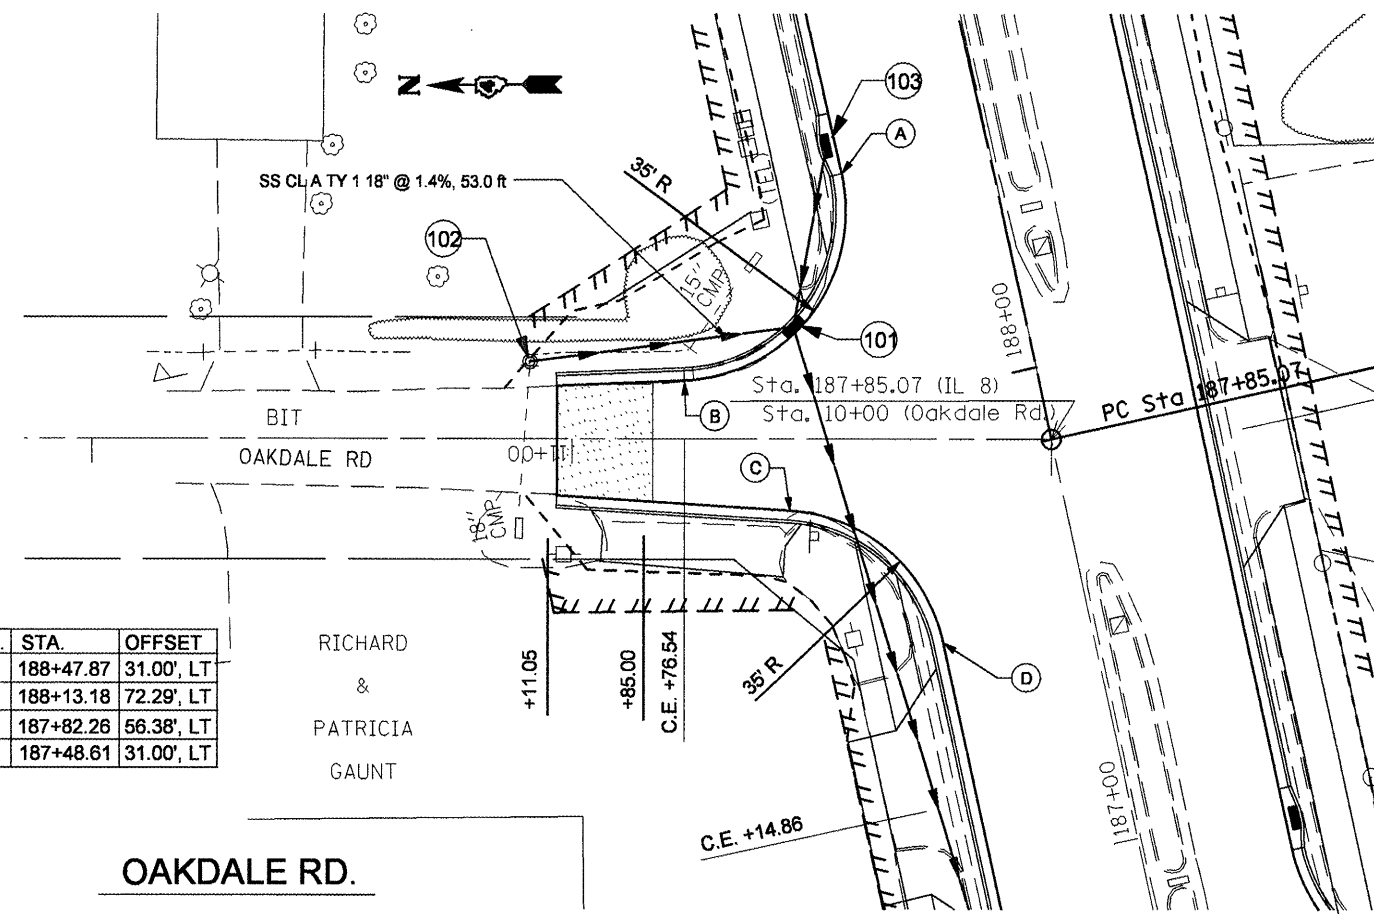 N
103
A
35' R
SS CL A TY 1 18" @ 1.4%, 53.0 ft
(TEL)
102
15"
CMP
188+00
101
Sta. 187+85.07 (IL 8)
Sta. 10+00 (Oakdale Rd.)
PC Sta 187+85.07
B
BIT
OAKDALE RD
11+00
C
18"
CMP
STA. OFFSET
188+47.87 31.00', LT
188+13.18 72.29', LT
187+82.26 56.38', LT
187+48.61 31.00', LT
RICHARD
&
PATRICIA
GAUNT
+11.05
+85.00
C.E. +76.54
35' R
D
187+00
C.E. +14.86
OAKDALE RD.